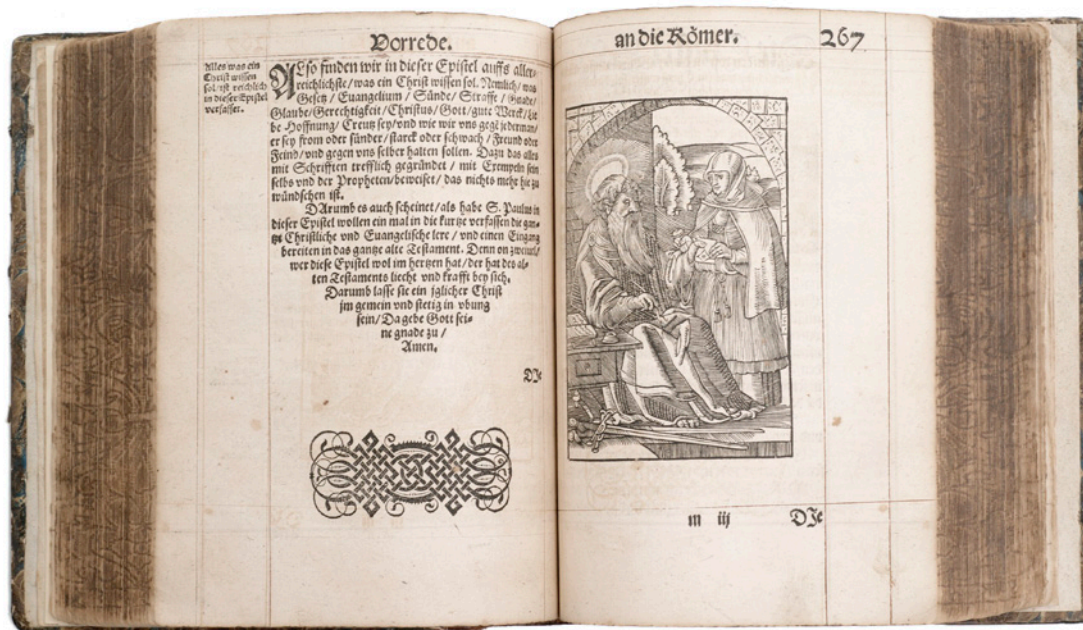 Vorrede.
Alles was ein
Christ wissen
sol/ist reichlich
in dieser Epistel
verfasset.
ALso finden wir in dieser Epistel auffs aller-
reichlichste/was ein Christ wissen sol. Nemlich/was
Gesetz / Euangelium / Sünde/ Straffe / Gnade/
Glaube/Gerechtigkeit/Christus/Gott/gute Werck/Lie
be Hoffnung/ Creutz sey/vnd wie wir vns gegē jederman/
er sey from oder sünder/starck oder schwach / Freund oder
Feind/vnd gegen vns selber halten sollen. Dazu das alles
mit Schrifften trefflich gegründet / mit Exempeln sein
selbs vnd der Propheten/beweiset/ das nichts mehr hie zu
wündschen ist.
DArumb es auch scheinet/als habe S. Paulus in
dieser Epistel wollen ein mal in die kurtze verfassen die gan-
tze Christliche vnd Euangelische lere / vnd einen Eingang
bereiten in das gantze alte Testament. Denn on zweiuel/
wer diese Epistel wol im hertzen hat/der hat des al-
ten Testaments liecht vnd krafft bey sich.
Darumb lasse sie ein jglicher Christ
jm gemein vnd stetig in vbung
sein/Da gebe Gott sei-
ne gnade zu /
Amen.
DJe
an die Römer. 267
m iij DJe